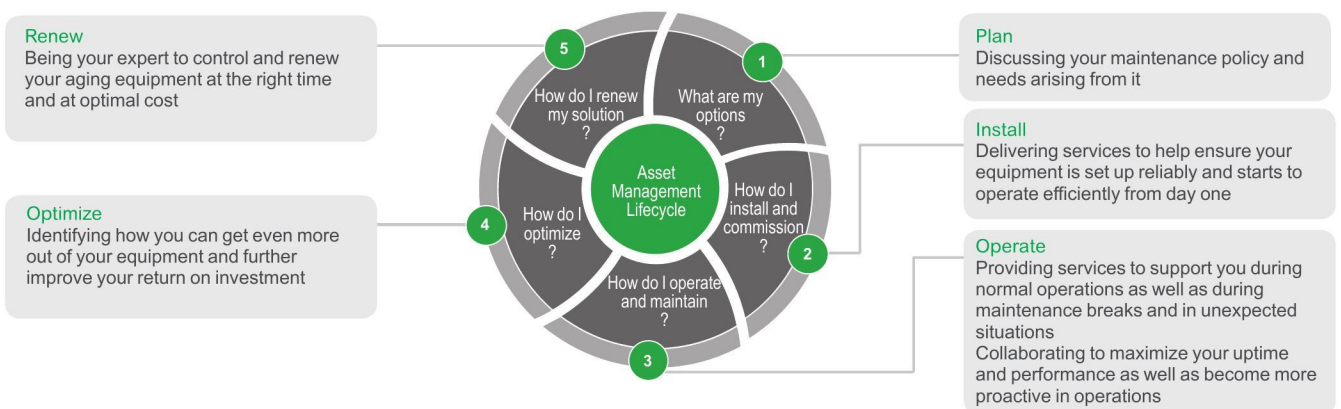 Renew
Being your expert to control and renew
your aging equipment at the right time
and at optimal cost
Optimize
Identifying how you can get even more
out of your equipment and further
improve your return on investment
5
How do I renew
my solution
?
1
What are my
options
?
Asset
Management
Lifecycle
How do I
install and
commission
?
2
How do I operate
and maintain
?
3
How do I
optimize
?
4
Plan
Discussing your maintenance policy and
needs arising from it
Install
Delivering services to help ensure your
equipment is set up reliably and starts to
operate efficiently from day one
Operate
Providing services to support you during
normal operations as well as during
maintenance breaks and in unexpected
situations
Collaborating to maximize your uptime
and performance as well as become more
proactive in operations